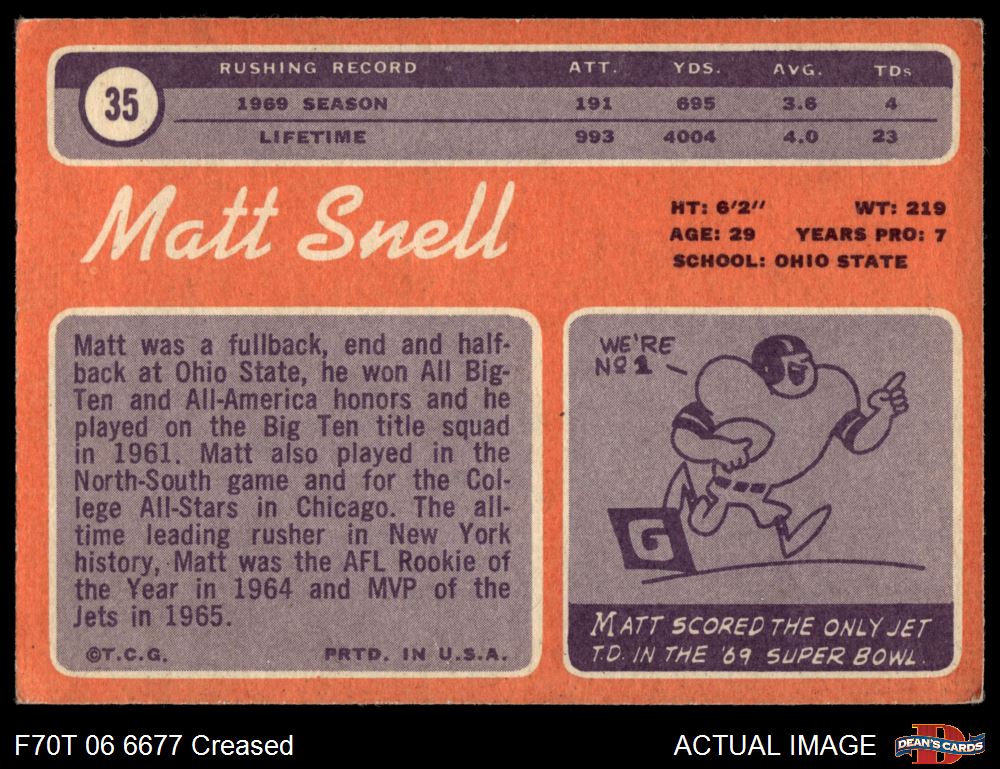 35
RUSHING RECORD ATT. YDS. AVG. TDs
1969 SEASON 191 695 3.6 4
LIFETIME 993 4004 4.0 23
Matt Snell
HT: 6'2" WT: 219
AGE: 29 YEARS PRO: 7
SCHOOL: OHIO STATE
Matt was a fullback, end and half-
back at Ohio State, he won All Big-
Ten and All-America honors and he
played on the Big Ten title squad
in 1961. Matt also played in the
North-South game and for the Col-
lege All-Stars in Chicago. The all-
time leading rusher in New York
history, Matt was the AFL Rookie of
the Year in 1964 and MVP of the
Jets in 1965.
©T.C.G. PRTD. IN U.S.A.
WE'RE
No 1
G
MATT SCORED THE ONLY JET
T.D. IN THE '69 SUPER BOWL.
F70T 06 6677 Creased
ACTUAL IMAGE
D
DEAN'S CARDS